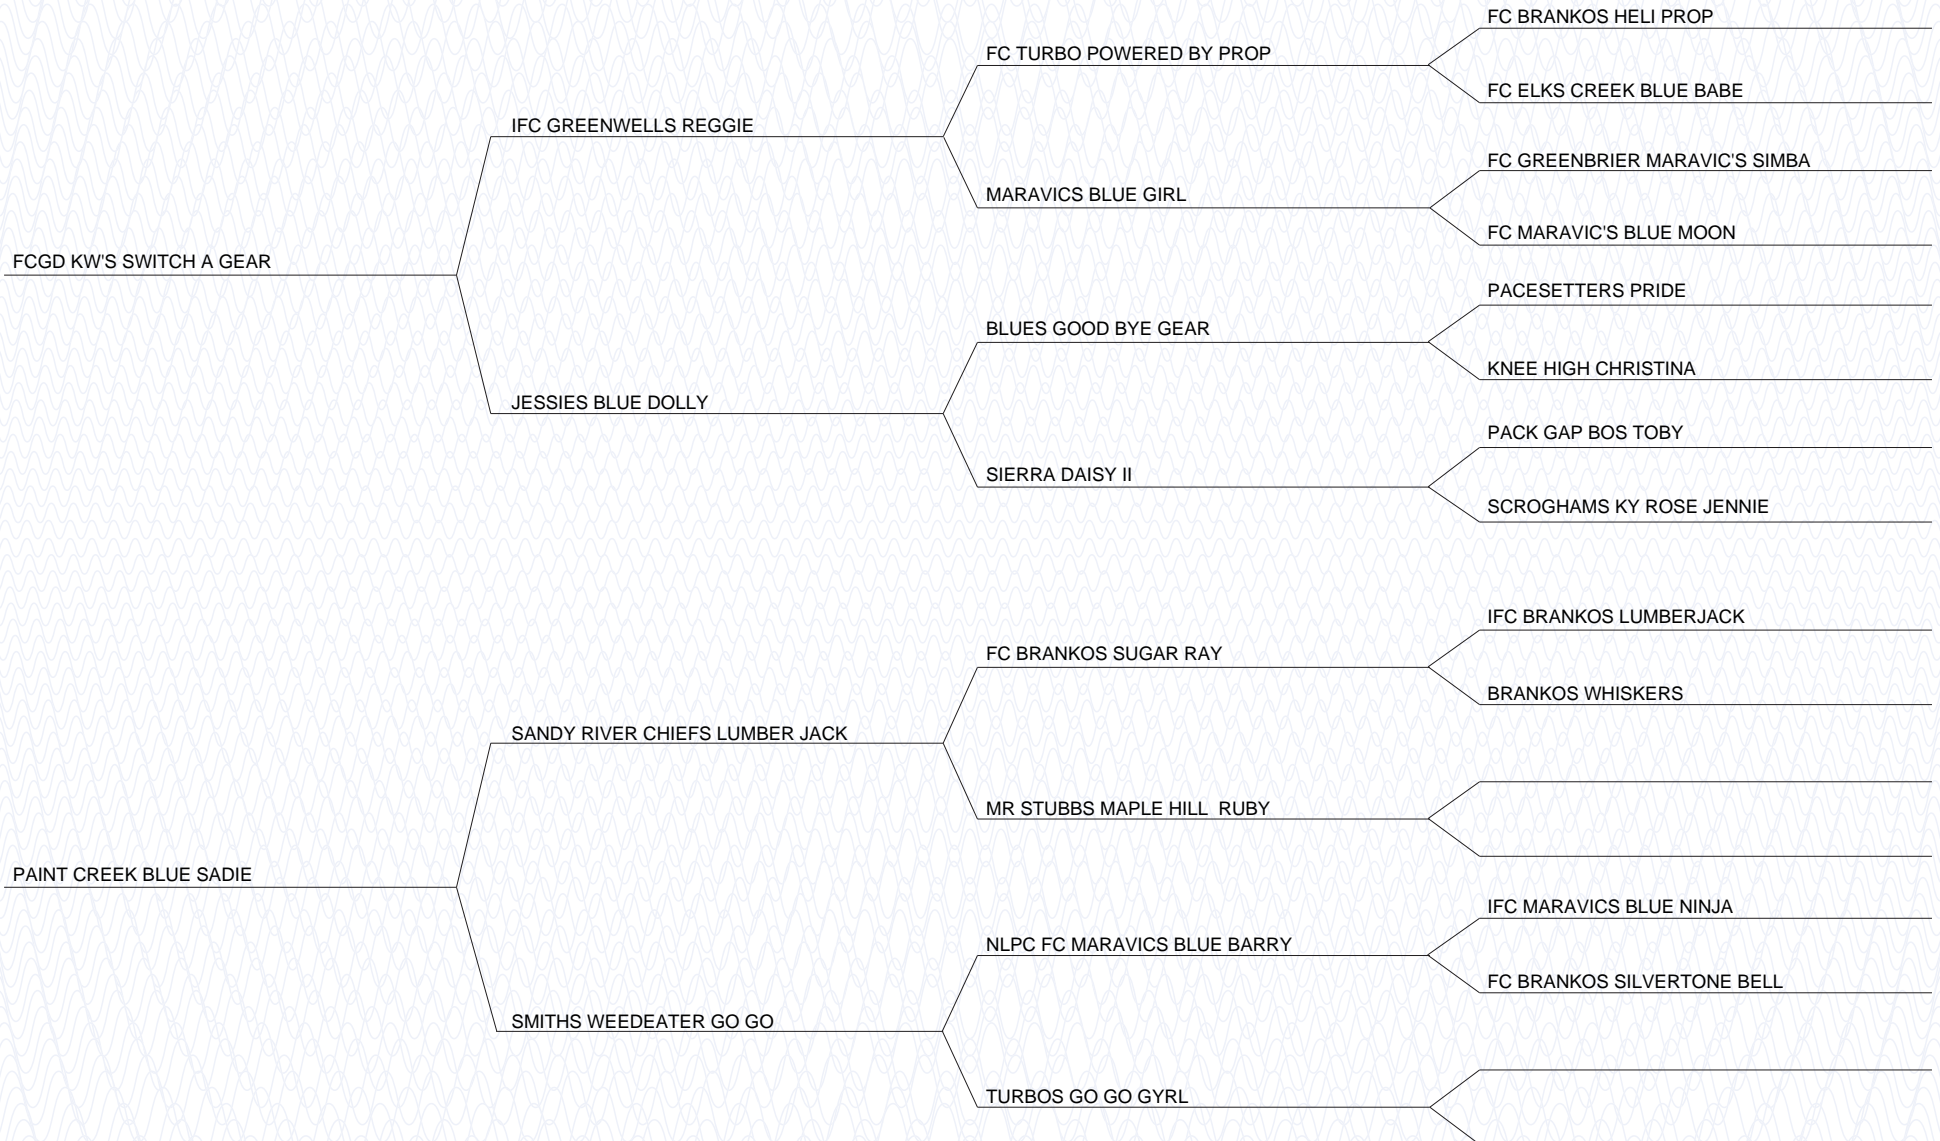 FC BRANKOS HELI PROP
FC TURBO POWERED BY PROP
FC ELKS CREEK BLUE BABE
IFC GREENWELLS REGGIE
FC GREENBRIER MARAVIC'S SIMBA
MARAVICS BLUE GIRL
FC MARAVIC'S BLUE MOON
FCGD KW'S SWITCH A GEAR
PACESETTERS PRIDE
BLUES GOOD BYE GEAR
KNEE HIGH CHRISTINA
JESSIES BLUE DOLLY
PACK GAP BOS TOBY
SIERRA DAISY II
SCROGHAMS KY ROSE JENNIE
IFC BRANKOS LUMBERJACK
FC BRANKOS SUGAR RAY
BRANKOS WHISKERS
SANDY RIVER CHIEFS LUMBER JACK
MR STUBBS MAPLE HILL  RUBY
PAINT CREEK BLUE SADIE
IFC MARAVICS BLUE NINJA
NLPC FC MARAVICS BLUE BARRY
FC BRANKOS SILVERTONE BELL
SMITHS WEEDEATER GO GO
TURBOS GO GO GYRL